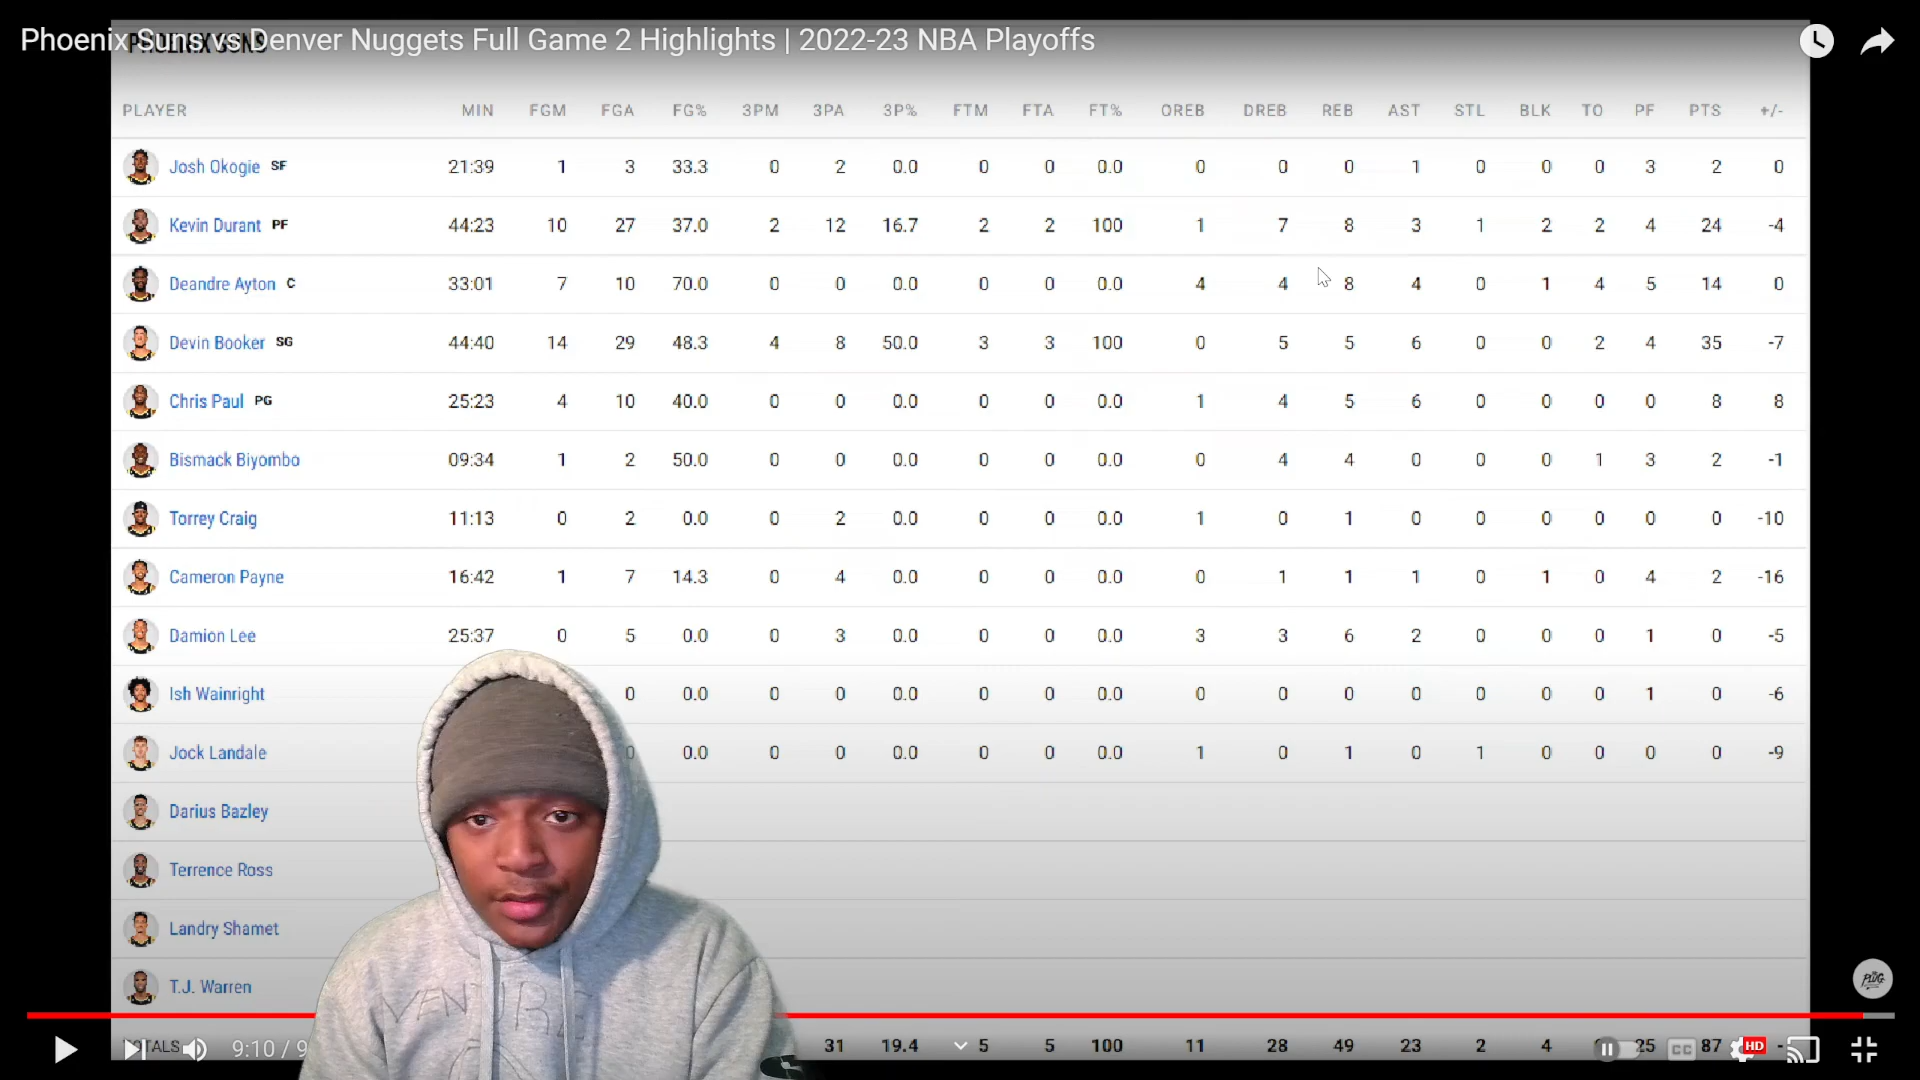 Phoenix Suns vs Denver Nuggets Full Game 2 Highlights | 2022-23 NBA Playoffs
PHOENIX SUNS
PLAYER MIN FGM FGA FG% 3PM 3PA 3P% FTM FTA FT% OREB DREB REB AST STL BLK TO PF PTS +/-
Josh Okogie SF 21:39 1 3 33.3 0 2 0.0 0 0 0.0 0 0 0 1 0 0 0 3 2 0
Kevin Durant PF 44:23 10 27 37.0 2 12 16.7 2 2 100 1 7 8 3 1 2 2 4 24 -4
Deandre Ayton C 33:01 7 10 70.0 0 0 0.0 0 0 0.0 4 4 8 4 0 1 4 5 14 0
Devin Booker SG 44:40 14 29 48.3 4 8 50.0 3 3 100 0 5 5 6 0 0 2 4 35 -7
Chris Paul PG 25:23 4 10 40.0 0 0 0.0 0 0 0.0 1 4 5 6 0 0 0 0 8 8
Bismack Biyombo 09:34 1 2 50.0 0 0 0.0 0 0 0.0 0 4 4 0 0 0 1 3 2 -1
Torrey Craig 11:13 0 2 0.0 0 2 0.0 0 0 0.0 1 0 1 0 0 0 0 0 0 -10
Cameron Payne 16:42 1 7 14.3 0 4 0.0 0 0 0.0 0 1 1 1 0 1 0 4 2 -16
Damion Lee 25:37 0 5 0.0 0 3 0.0 0 0 0.0 3 3 6 2 0 0 0 1 0 -5
Ish Wainright 0 0.0 0 0 0.0 0 0 0.0 0 0 0 0 0 0 0 1 0 -6
Jock Landale 0 0.0 0 0 0.0 0 0 0.0 1 0 1 0 1 0 0 0 0 -9
Darius Bazley
Terrence Ross
Landry Shamet
T.J. Warren
PLUG
VENTURE
TOTALS 31 19.4 5 5 100 11 28 49 23 2 4 25 87 -
9:10 / 9
CC HD